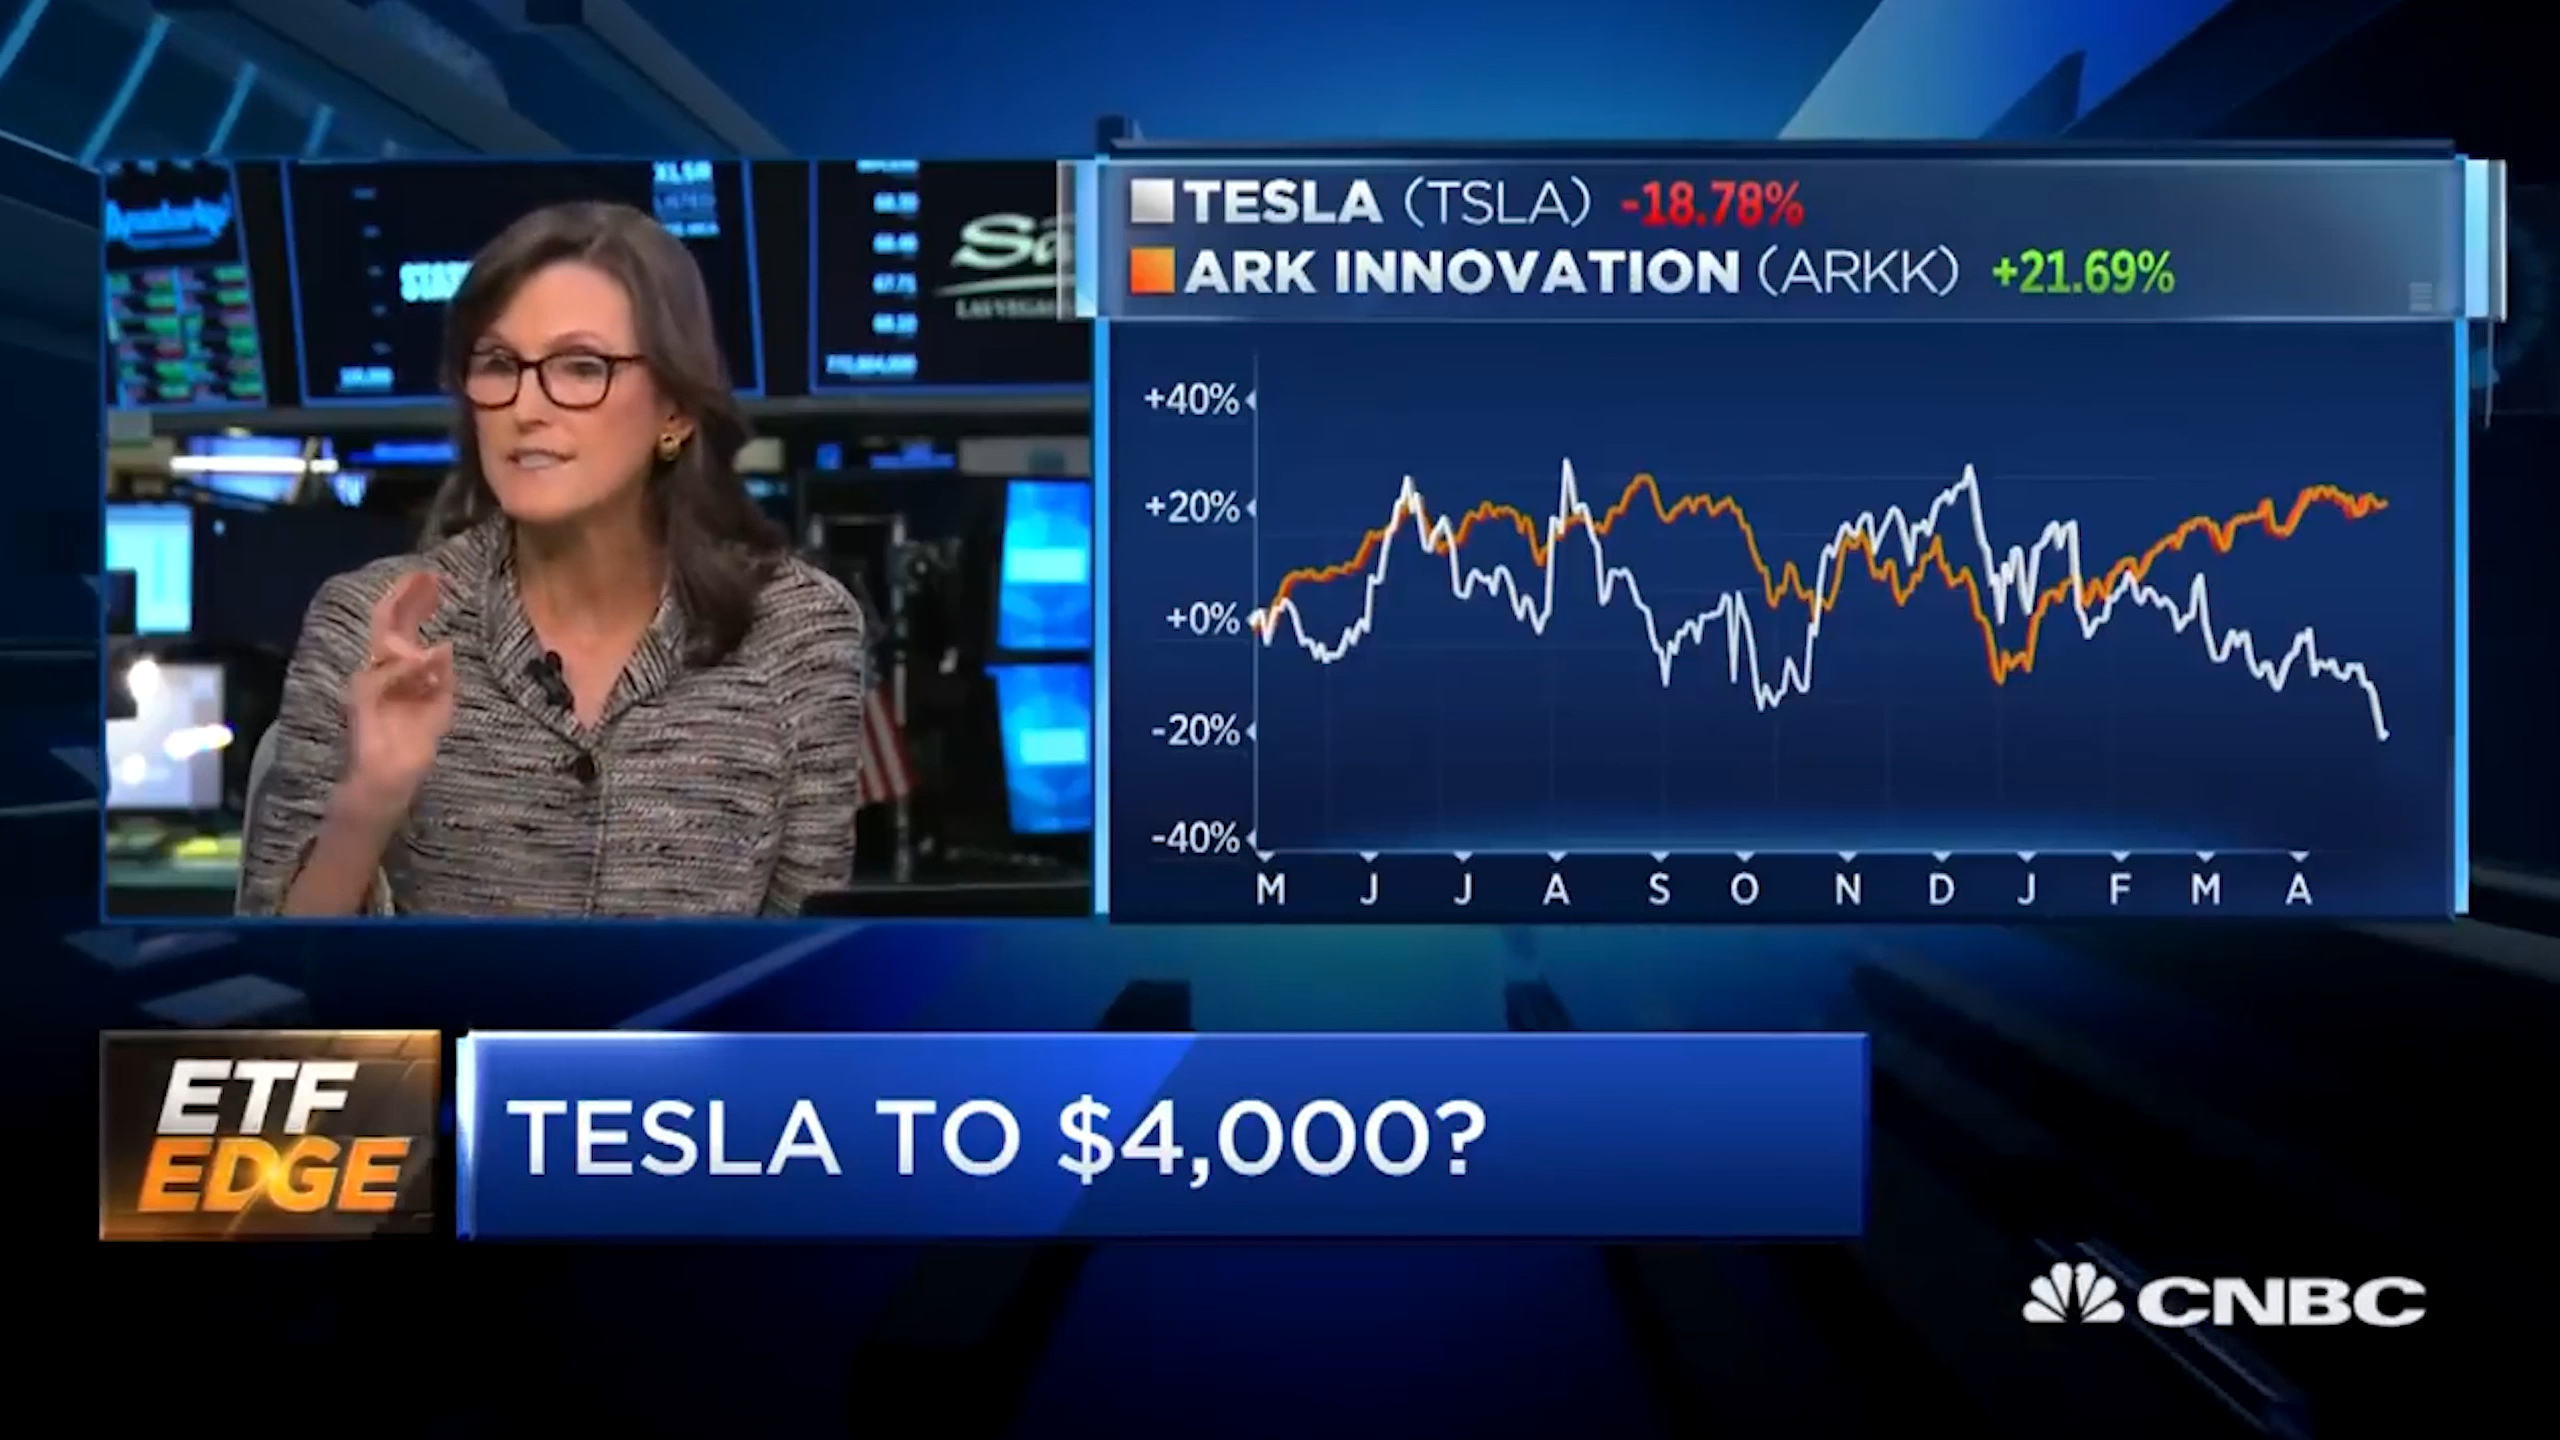 TESLA (TSLA) -18.78%
ARK INNOVATION (ARKK) +21.69%
+40%
+20%
+0%
-20%
-40%
M J J A S O N D J F M A
ETF
EDGE
TESLA TO $4,000?
CNBC